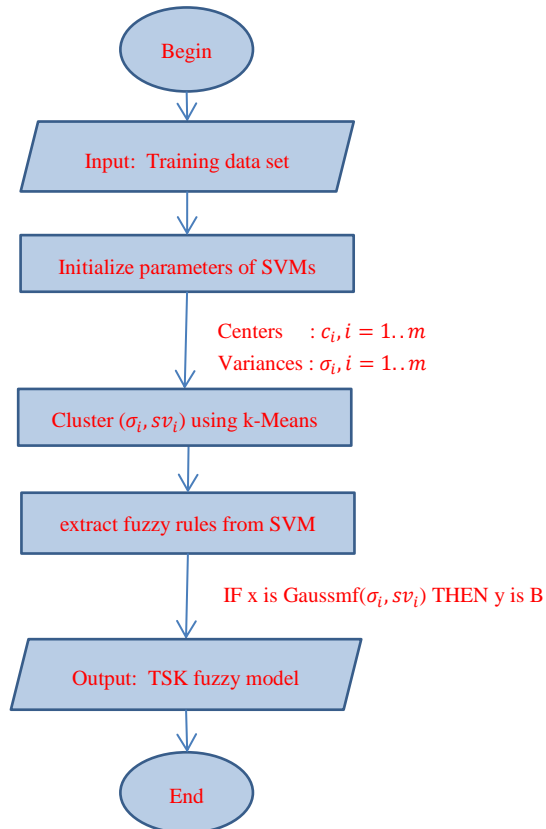 Begin
Input: Training data set
Initialize parameters of SVMs
Centers : c_i, i = 1..m
Variances : σ_i, i = 1..m
Cluster (σ_i, sv_i) using k-Means
extract fuzzy rules from SVM
IF x is Gaussmf(σ_i, sv_i) THEN y is B
Output: TSK fuzzy model
End